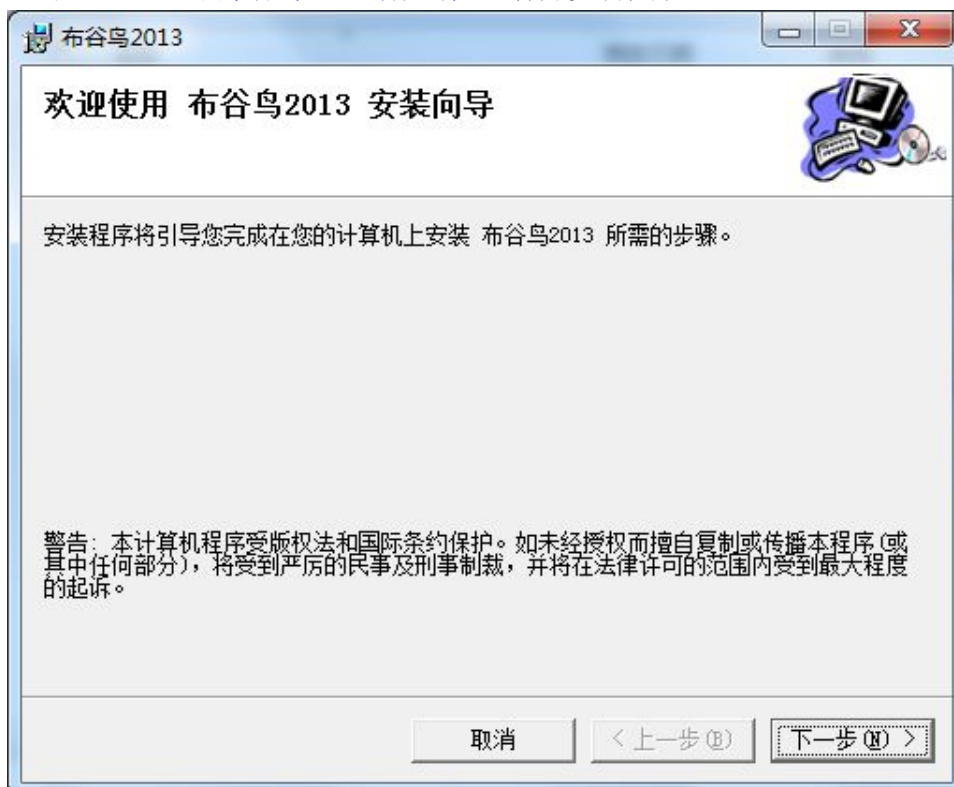 布谷鸟2013
欢迎使用 布谷鸟2013 安装向导
安装程序将引导您完成在您的计算机上安装 布谷鸟2013 所需的步骤。
警告: 本计算机程序受版权法和国际条约保护。如未经授权而擅自复制或传播本程序(或
其中任何部分),将受到严厉的民事及刑事制裁,并将在法律许可的范围内受到最大程度
的起诉。
取消
<上一步(B)
下一步(N) >